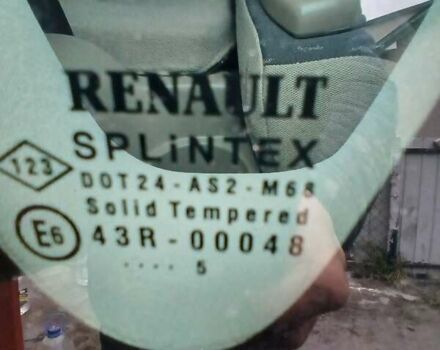 RENAULT
SPLINTEX
123
DOT24-AS2-M68
Solid Tempered
E6
43R-00048
.... 5